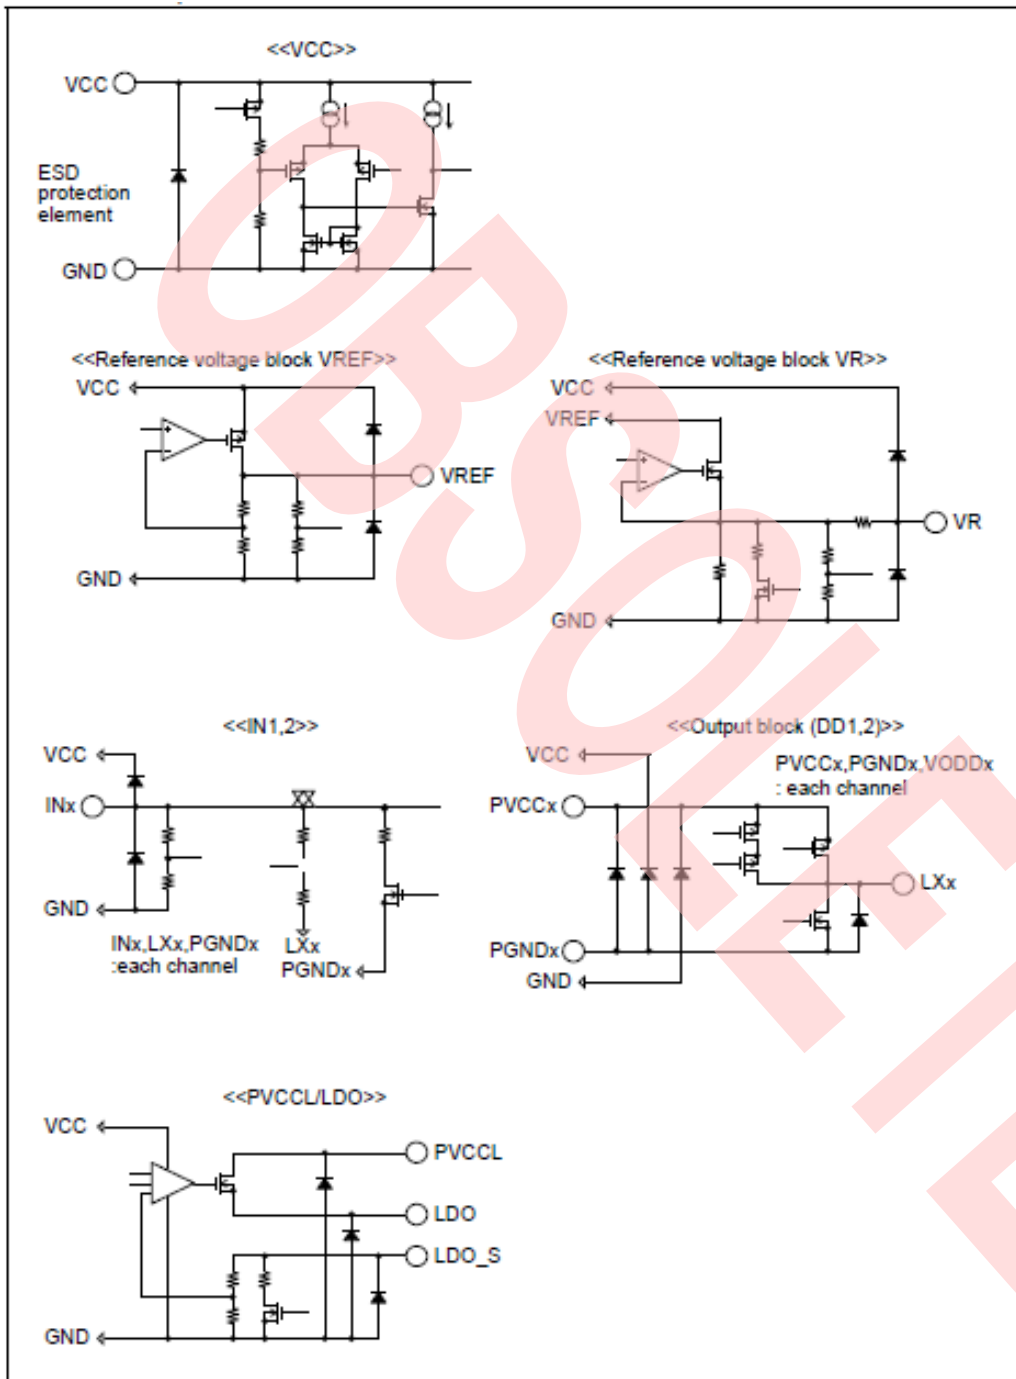 <<VCC>>
VCC
ESD
protection
element
GND
<<Reference voltage block VREF>>
VCC
VREF
GND
<<Reference voltage block VR>>
VCC
VREF
VR
GND
<<IN1,2>>
VCC
INx
GND
INx,LXx,PGNDx
:each channel
LXx
PGNDx
<<Output block (DD1,2)>>
VCC
PVCCx,PGNDx,VODDx
: each channel
PVCCx
LXx
PGNDx
GND
<<PVCCL/LDO>>
VCC
PVCCL
LDO
LDO_S
GND
OBSOLETE